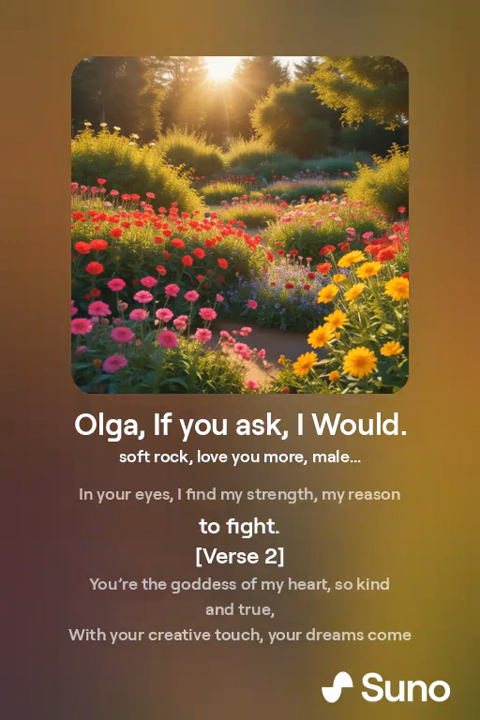 Olga, If you ask, I Would.
soft rock, love you more, male...
In your eyes, I find my strength, my reason
to fight.
[Verse 2]
You’re the goddess of my heart, so kind
and true,
With your creative touch, your dreams come
Suno